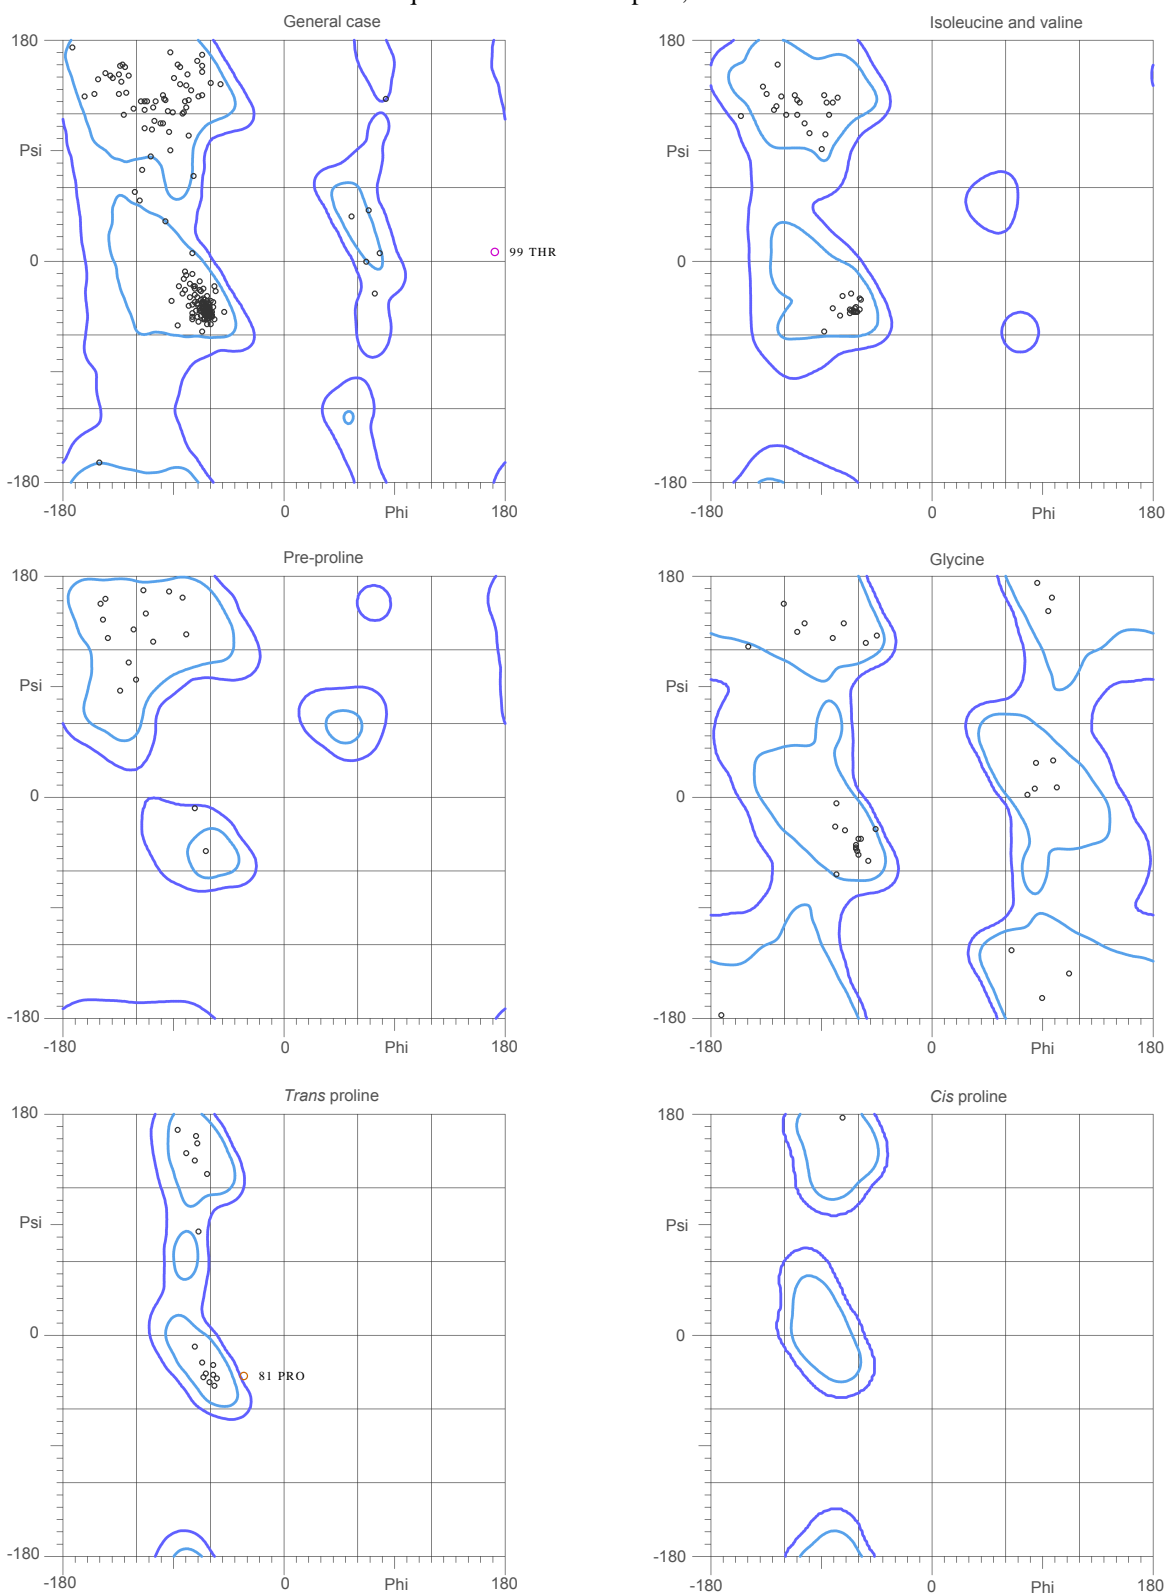 General case
Isoleucine and valine
180
180
Psi
Psi
0
99 THR
0
-180
-180
-180
0
Phi
180
-180
0
Phi
180
Pre-proline
Glycine
180
180
Psi
Psi
0
0
-180
-180
-180
0
Phi
180
-180
0
Phi
180
Trans proline
Cis proline
180
180
Psi
Psi
0
0
81 PRO
-180
-180
-180
0
Phi
180
-180
0
Phi
180